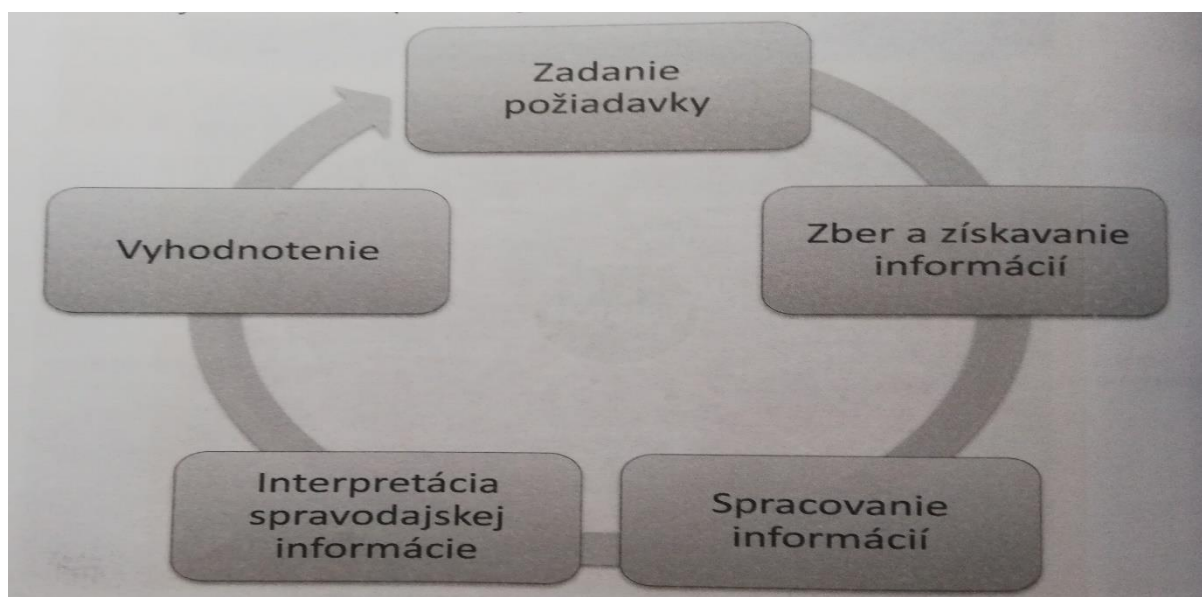 Zadanie
požiadavky
Zber a získavanie
informácií
Spracovanie
informácií
Interpretácia
spravodajskej
informácie
Vyhodnotenie